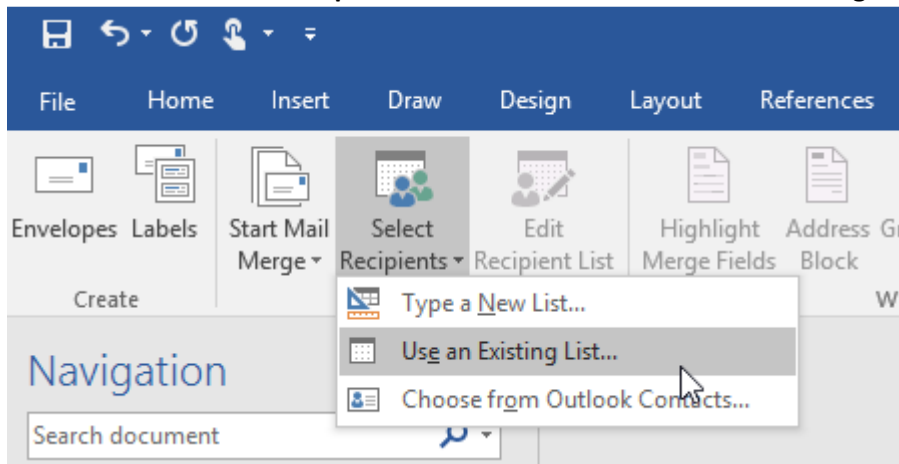 File Home Insert Draw Design Layout References
Envelopes Labels Start Mail Merge Select Recipients Edit Recipient List Highlight Merge Fields Address Block
Create
Type a New List...
Use an Existing List...
Choose from Outlook Contacts...
Navigation
Search document